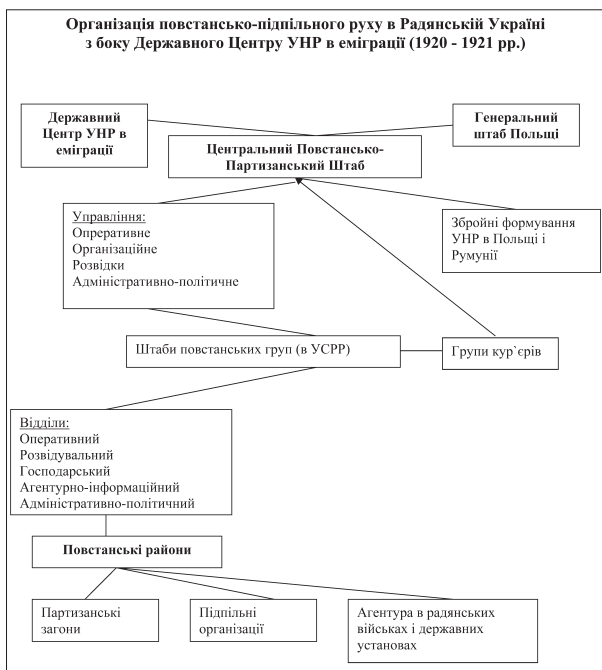 Організація повстансько-підпільного руху в Радянській Україні
з боку Державного Центру УНР в еміграції (1920 - 1921 рр.)
Державний
Центр УНР в
еміграції
Генеральний
штаб Польщі
Центральний Повстансько-
Партизанський Штаб
Управління:
Опреративне
Організаційне
Розвідки
Адміністративно-політичне
Збройні формування
УНР в Польщі і
Румунії
Штаби повстанських груп (в УСРР)
Групи кур`єрів
Відділи:
Оперативний
Розвідувальний
Господарський
Агентурно-інформаційний
Адміністративно-політичний
Повстанські райони
Партизанські
загони
Підпільні
організації
Агентура в радянських
військах і державних
установах